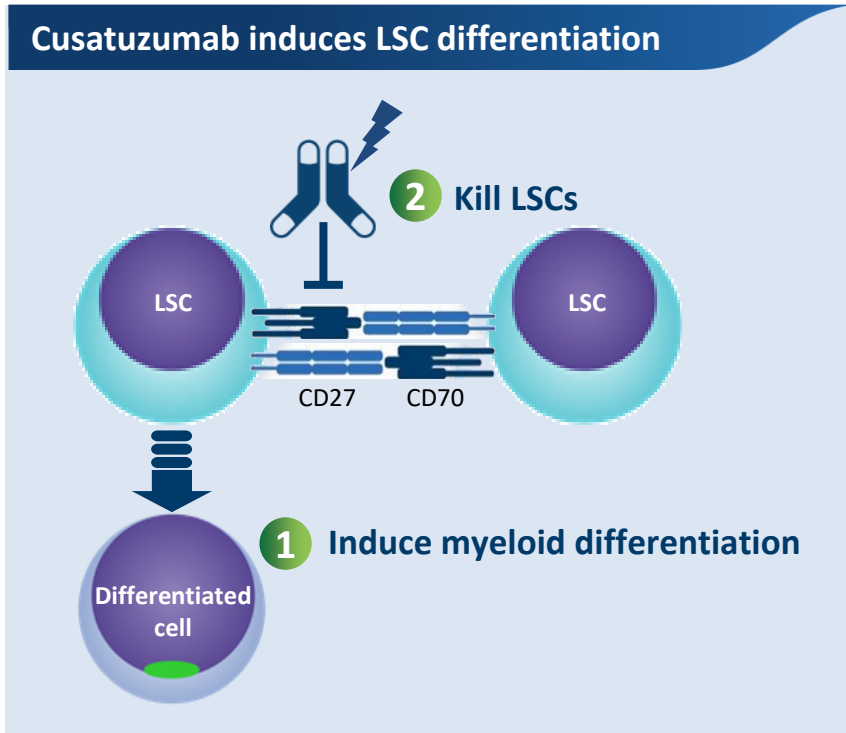 Cusatuzumab induces LSC differentiation
2 Kill LSCs
LSC
LSC
CD27 CD70
1 Induce myeloid differentiation
Differentiated
cell